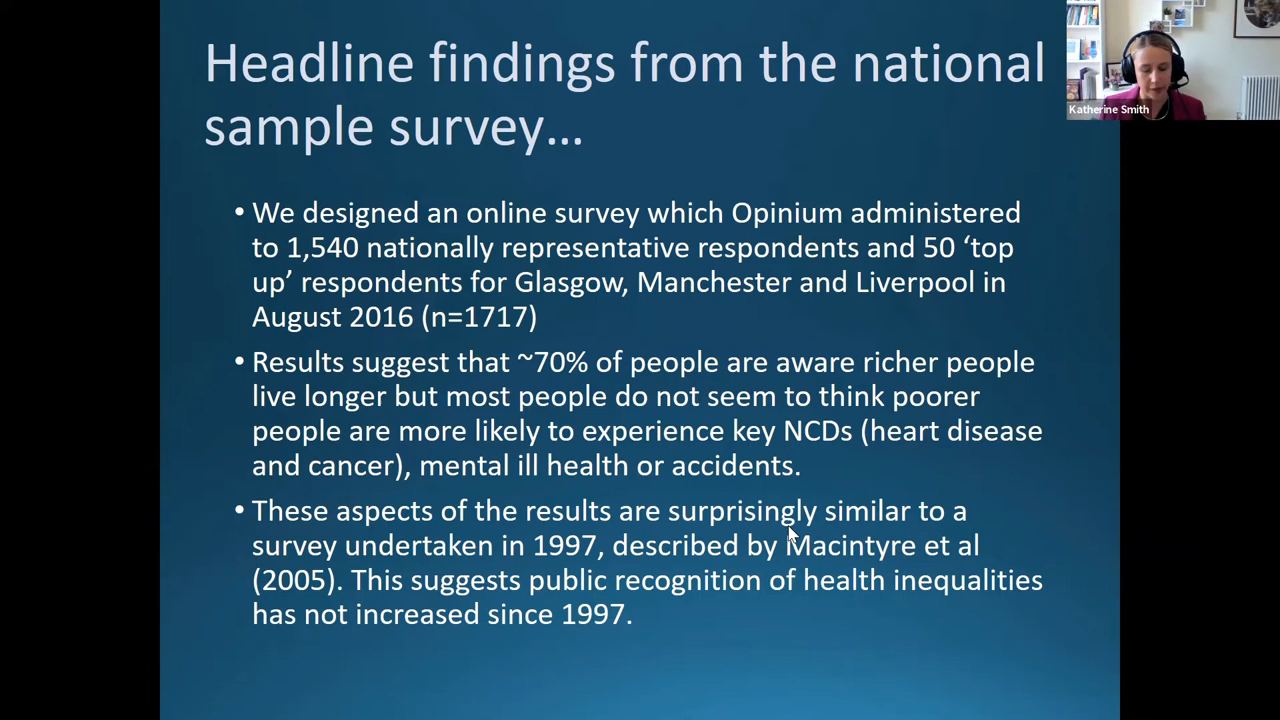 Headline findings from the national
sample survey…
• We designed an online survey which Opinium administered
to 1,540 nationally representative respondents and 50 ‘top
up’ respondents for Glasgow, Manchester and Liverpool in
August 2016 (n=1717)
• Results suggest that ~70% of people are aware richer people
live longer but most people do not seem to think poorer
people are more likely to experience key NCDs (heart disease
and cancer), mental ill health or accidents.
• These aspects of the results are surprisingly similar to a
survey undertaken in 1997, described by Macintyre et al
(2005). This suggests public recognition of health inequalities
has not increased since 1997.
Katherine Smith